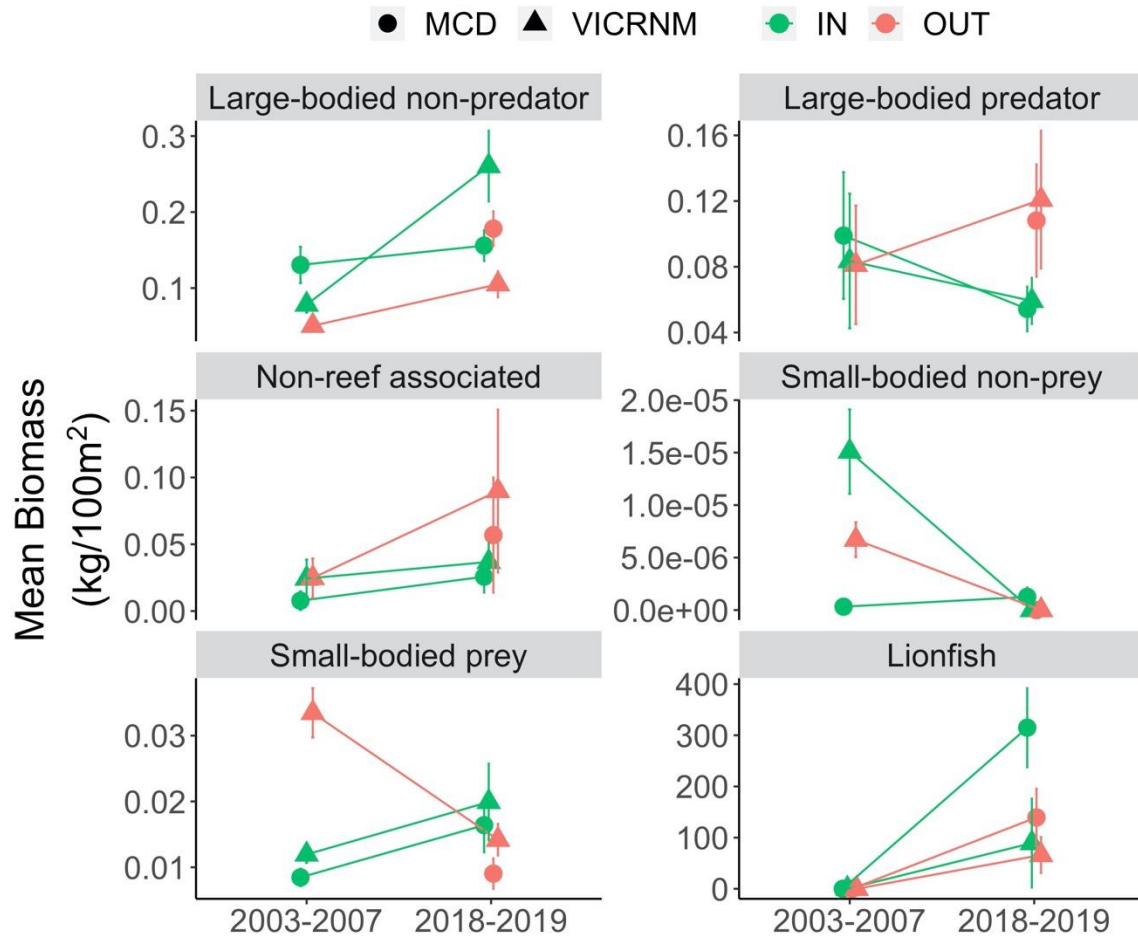 MCD VICRNM IN OUT
Large-bodied non-predator Large-bodied predator
0.3
0.2
0.1
0.16
0.12
0.08
0.04
Non-reef associated Small-bodied non-prey
0.15
0.10
0.05
0.00
2.0e-05
1.5e-05
1.0e-05
5.0e-06
0.0e+00
Small-bodied prey Lionfish
0.03
0.02
0.01
400
300
200
100
0
2003-2007 2018-2019 2003-2007 2018-2019
Mean Biomass
(kg/100m²)